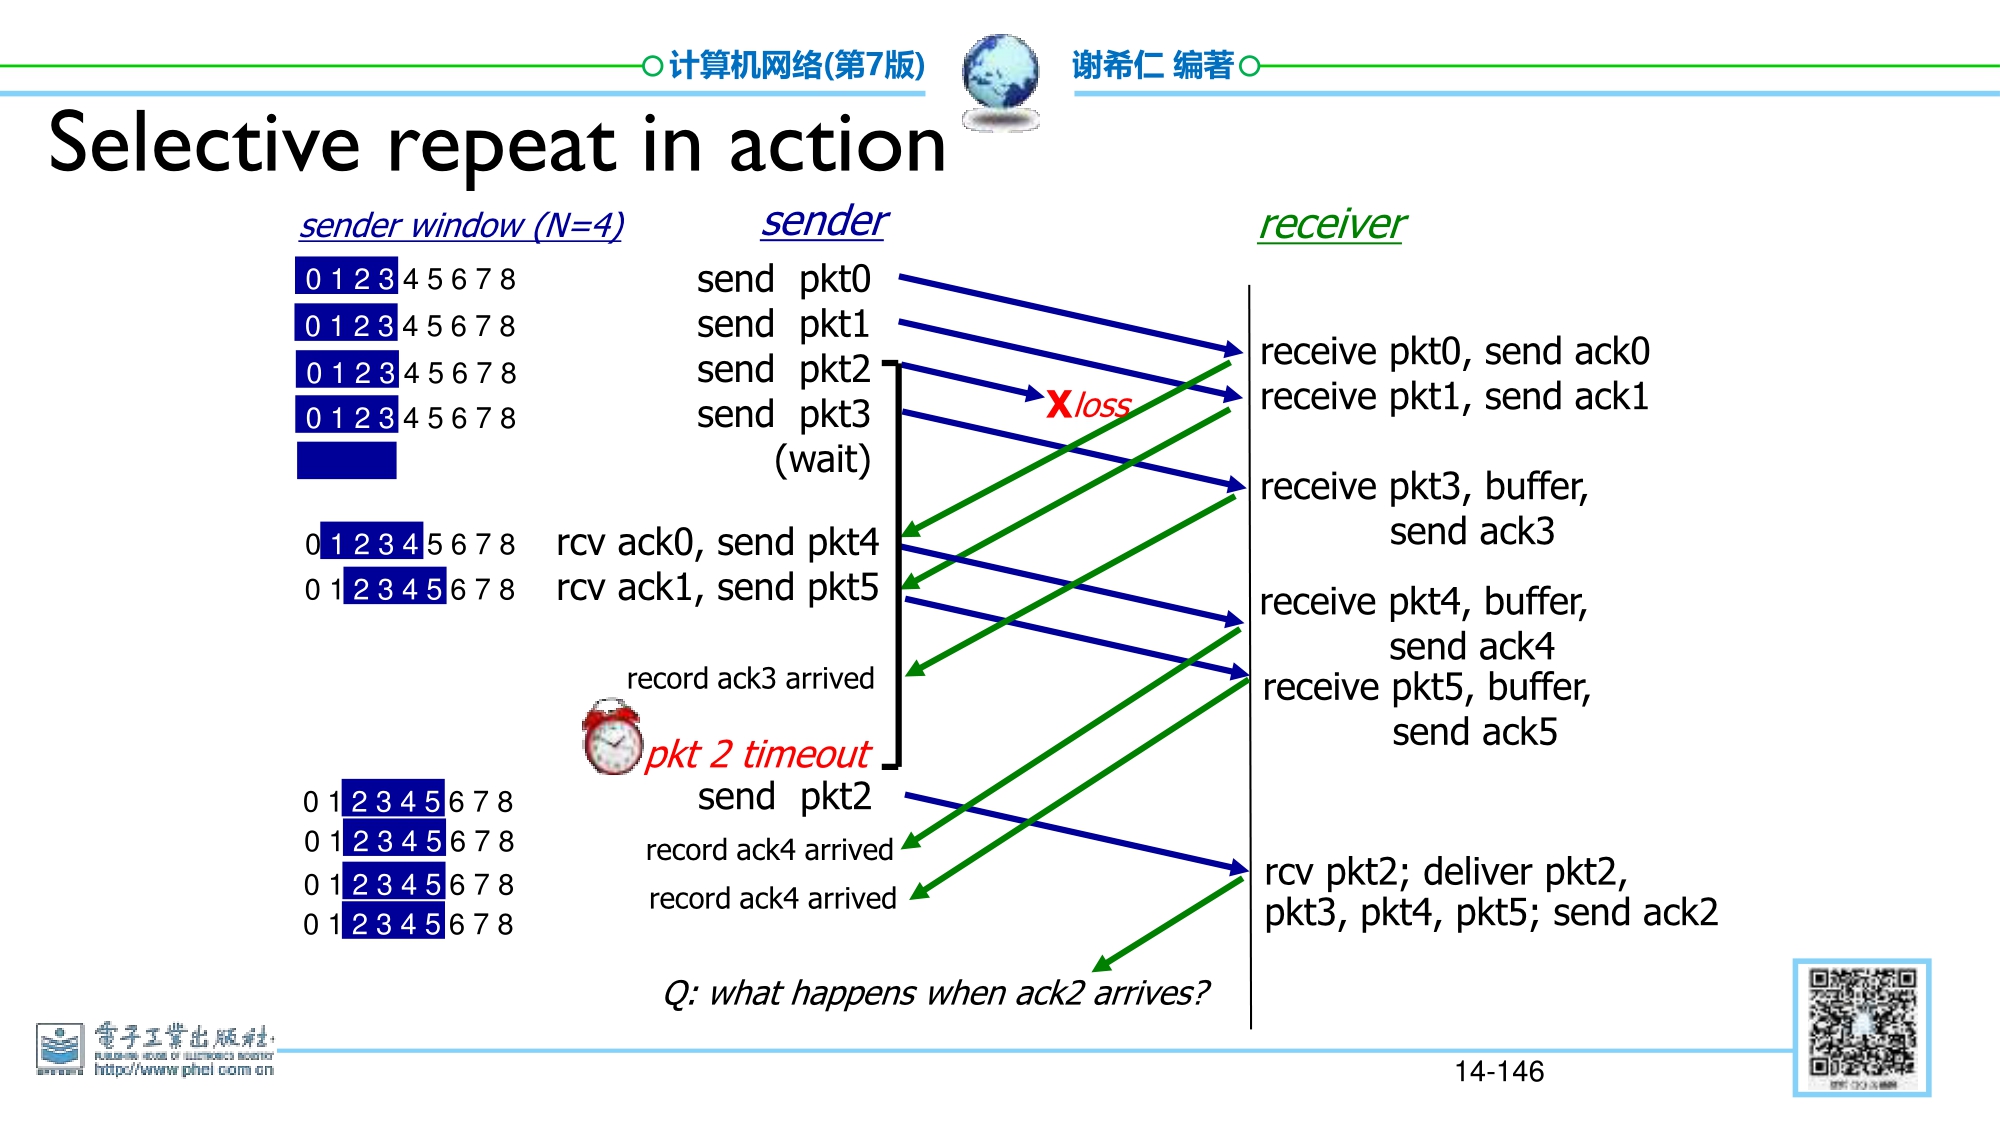 计算机网络(第7版) 谢希仁 编著
Selective repeat in action
sender window (N=4) sender receiver
0 1 2 3 4 5 6 7 8 send pkt0
0 1 2 3 4 5 6 7 8 send pkt1
receive pkt0, send ack0
0 1 2 3 4 5 6 7 8 send pkt2
receive pkt1, send ack1
X loss
0 1 2 3 4 5 6 7 8 send pkt3
(wait)
receive pkt3, buffer,
send ack3
0 1 2 3 4 5 6 7 8 rcv ack0, send pkt4
0 1 2 3 4 5 6 7 8 rcv ack1, send pkt5
receive pkt4, buffer,
send ack4
record ack3 arrived
receive pkt5, buffer,
send ack5
pkt 2 timeout
0 1 2 3 4 5 6 7 8 send pkt2
0 1 2 3 4 5 6 7 8 record ack4 arrived
0 1 2 3 4 5 6 7 8 record ack4 arrived
0 1 2 3 4 5 6 7 8
rcv pkt2; deliver pkt2,
pkt3, pkt4, pkt5; send ack2
Q: what happens when ack2 arrives?
電子工業出版社
PUBLISHING HOUSE OF ELECTRONICS INDUSTRY
http://www.phei.com.cn
14-146